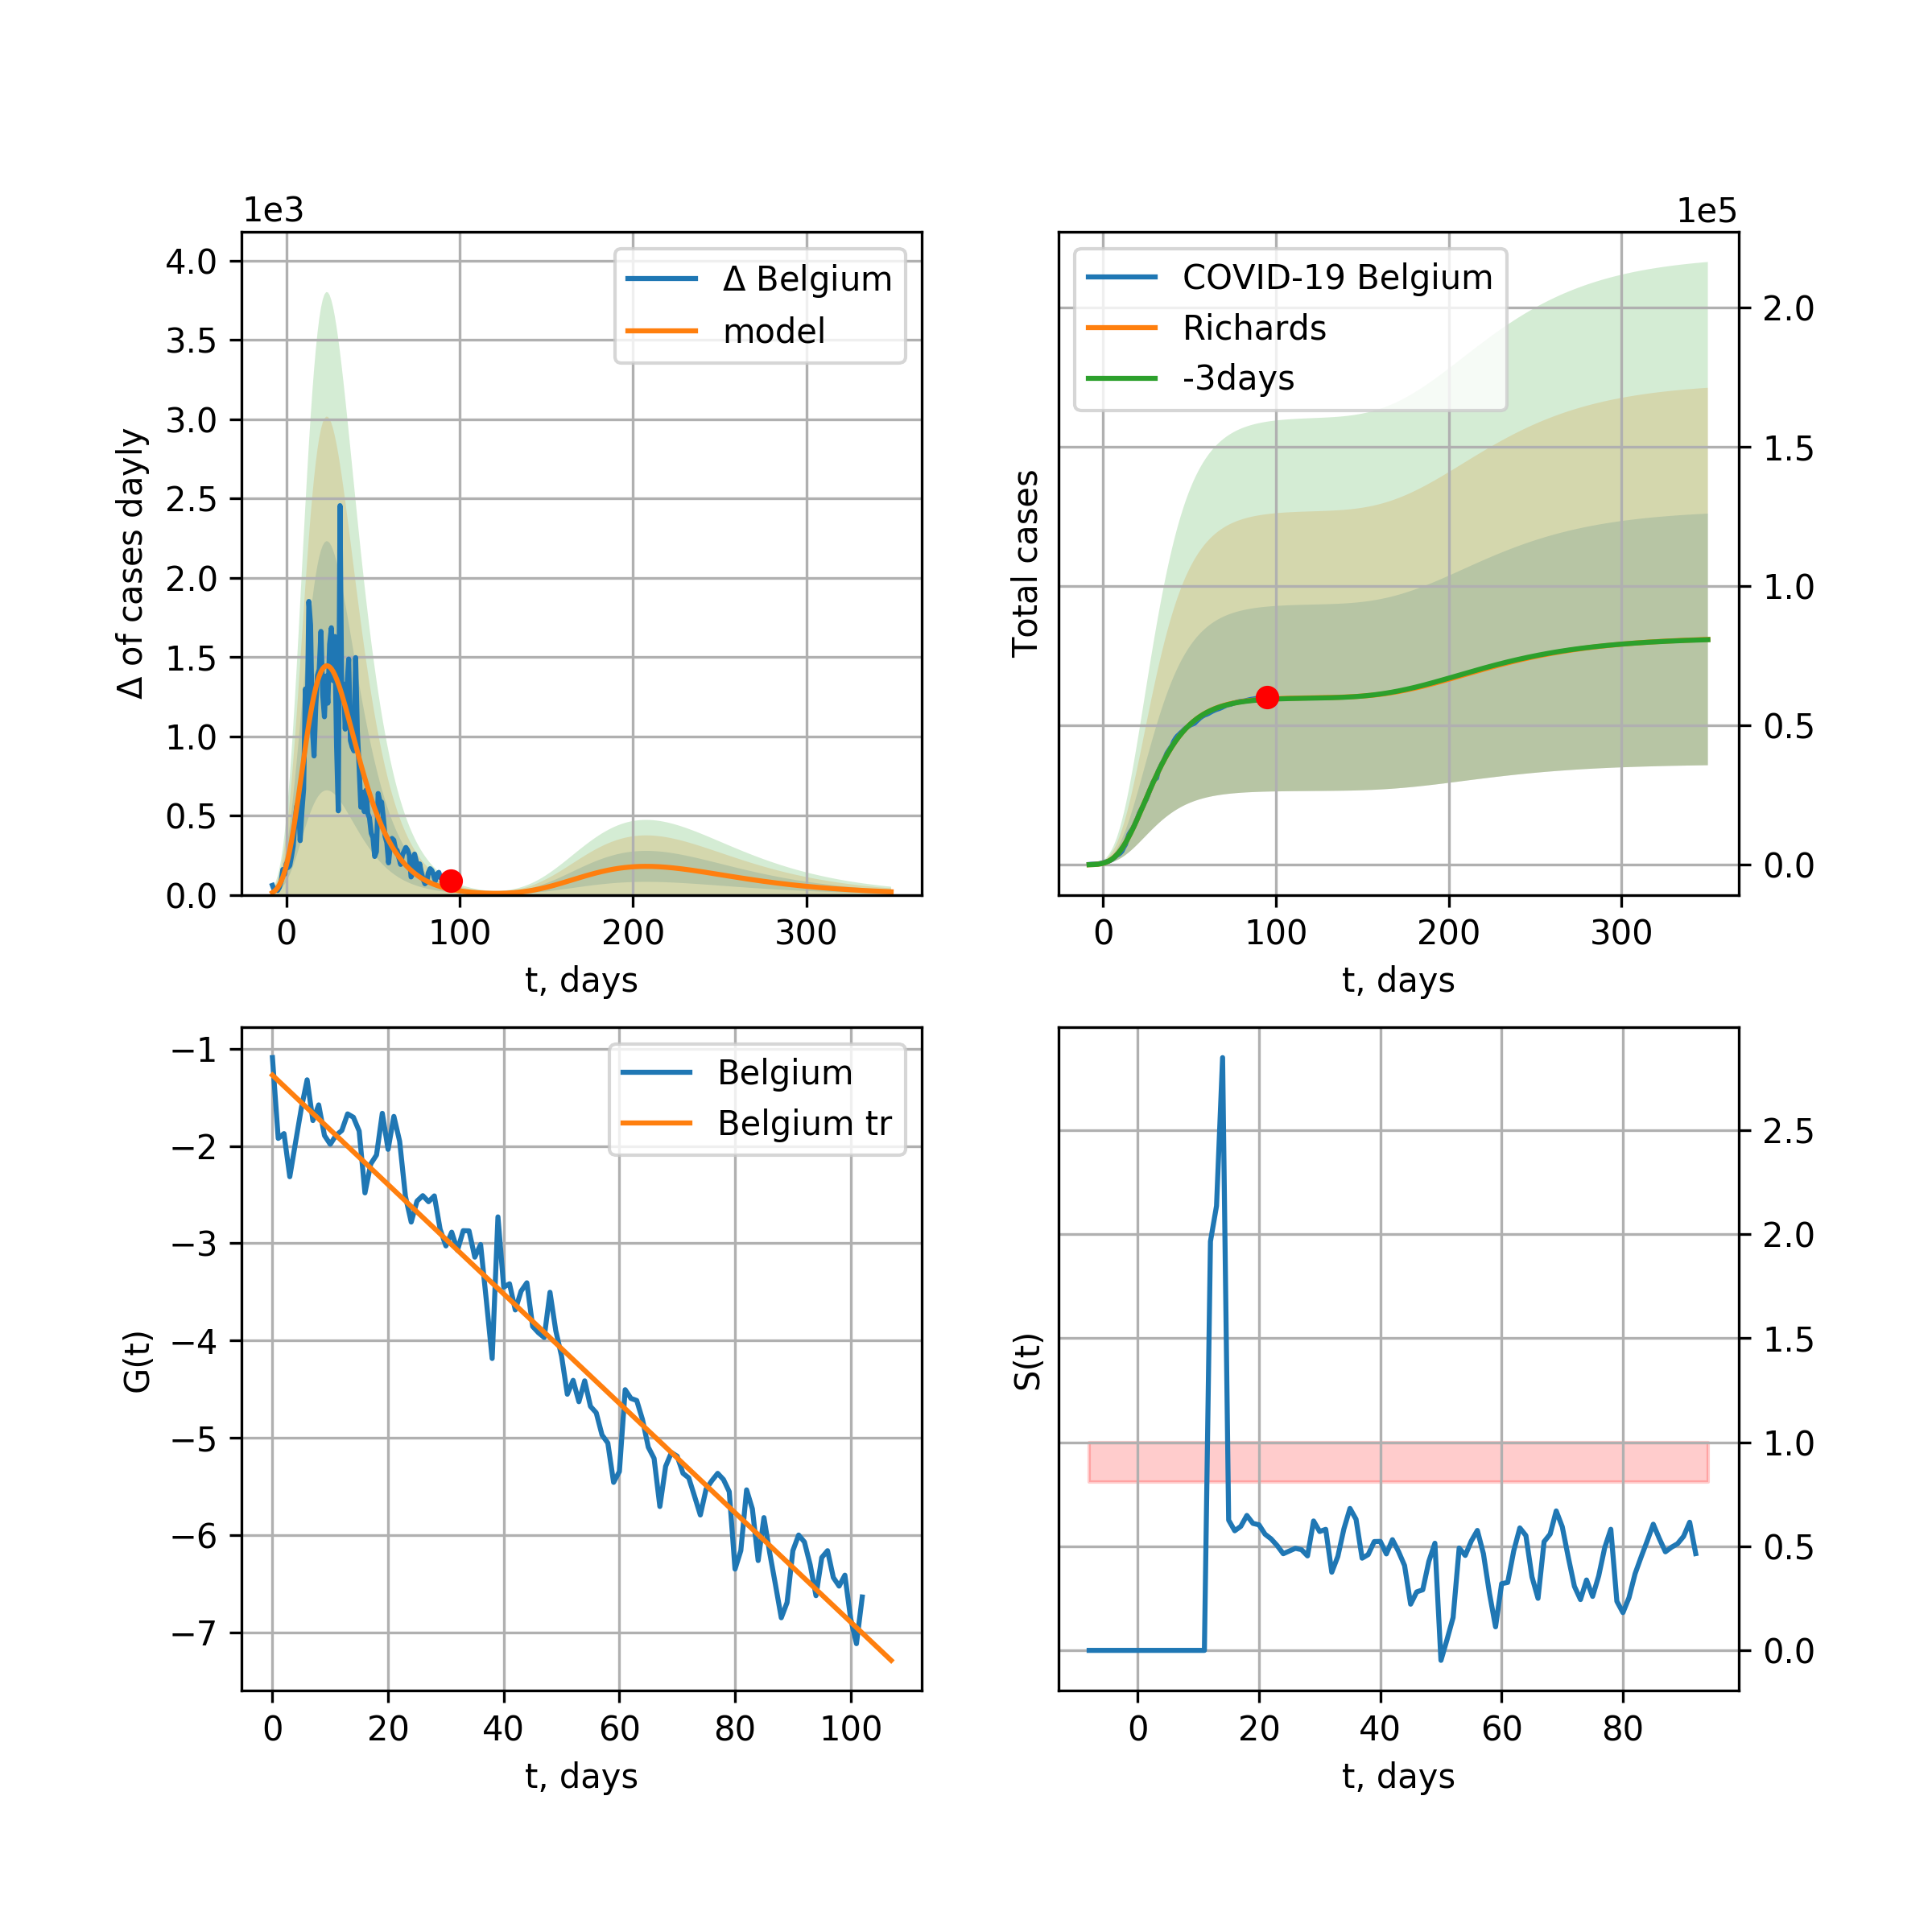 1e3
4.0
3.5
3.0
2.5
2.0
1.5
1.0
0.5
0.0
Δ of cases dayly
Δ Belgium
model
0 100 200 300
t, days
1e5
2.0
1.5
1.0
0.5
0.0
Total cases
COVID-19 Belgium
Richards
-3days
0 100 200 300
t, days
−1
−2
−3
−4
−5
−6
−7
G(t)
Belgium
Belgium tr
0 20 40 60 80 100
t, days
S(t)
2.5
2.0
1.5
1.0
0.5
0.0
0 20 40 60 80
t, days